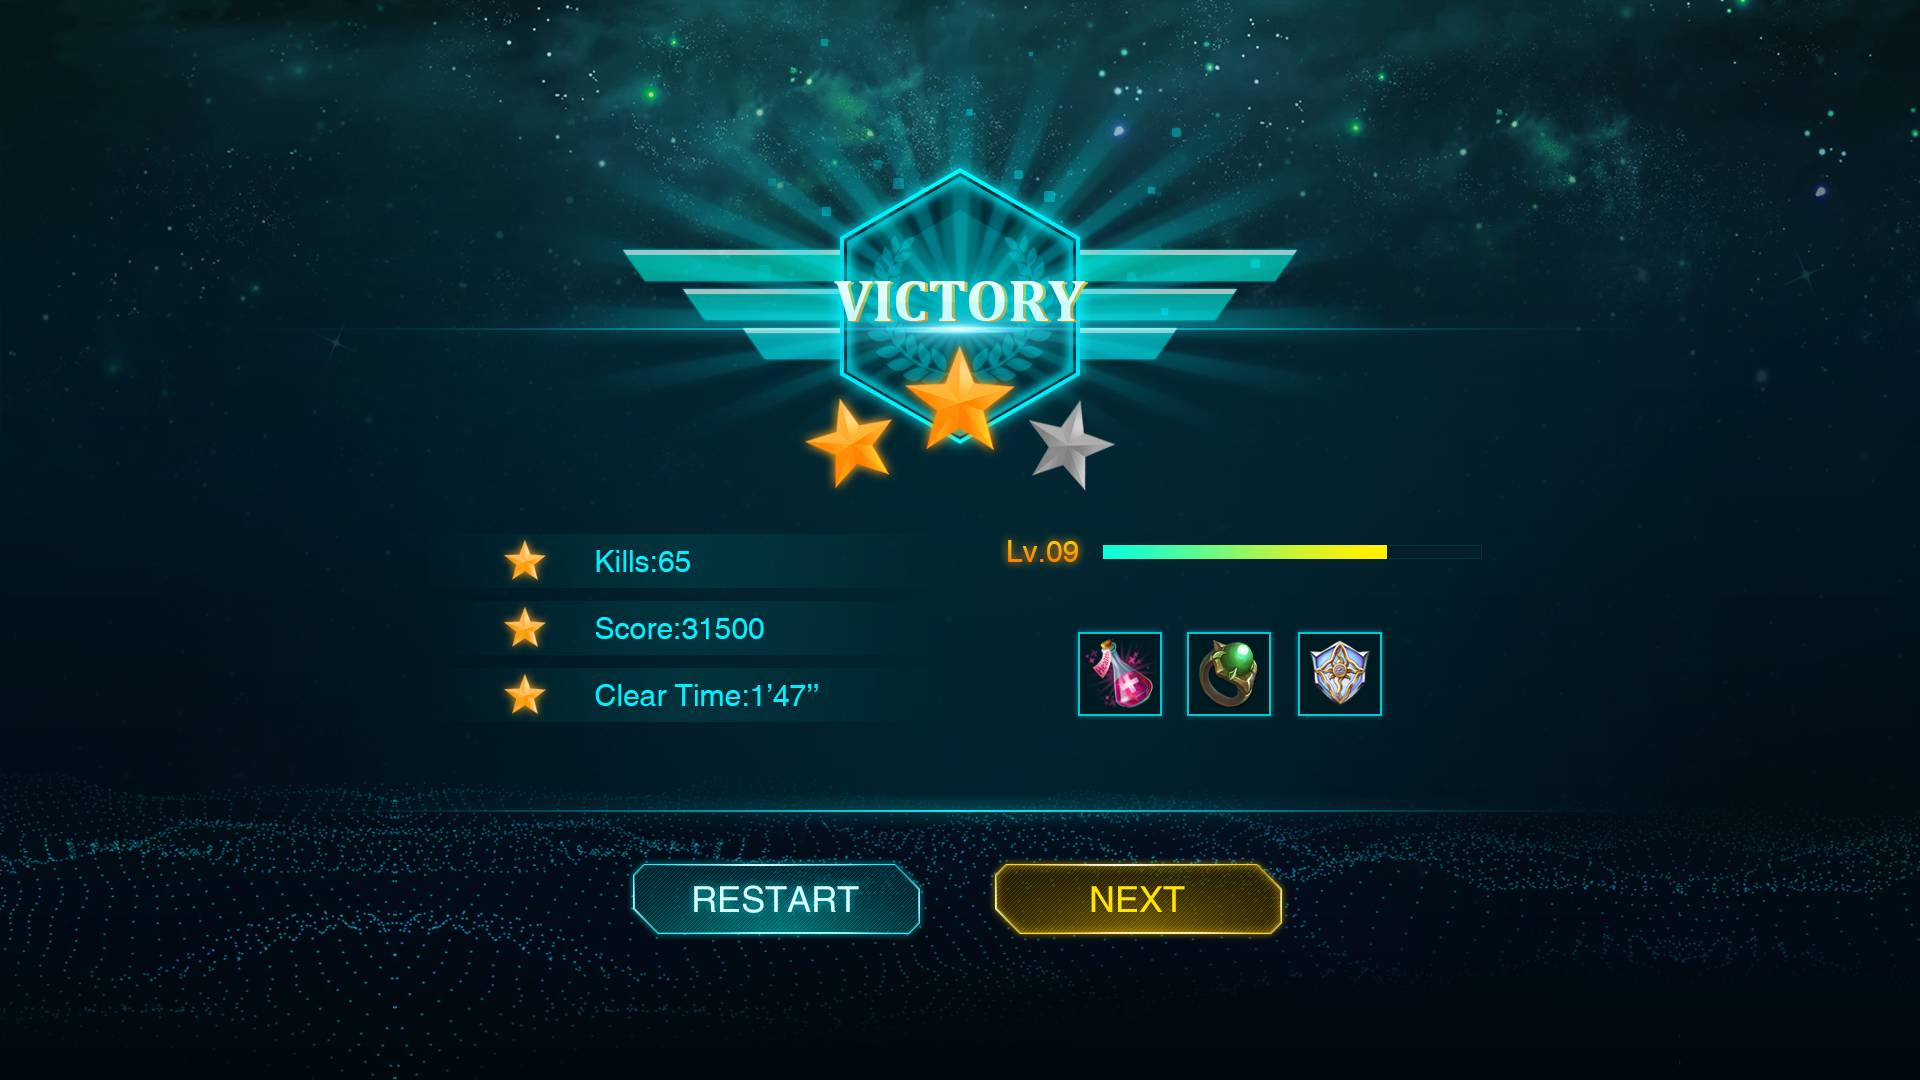 VICTORY
Kills:65
Score:31500
Clear Time:1’47”
Lv.09
RESTART
NEXT